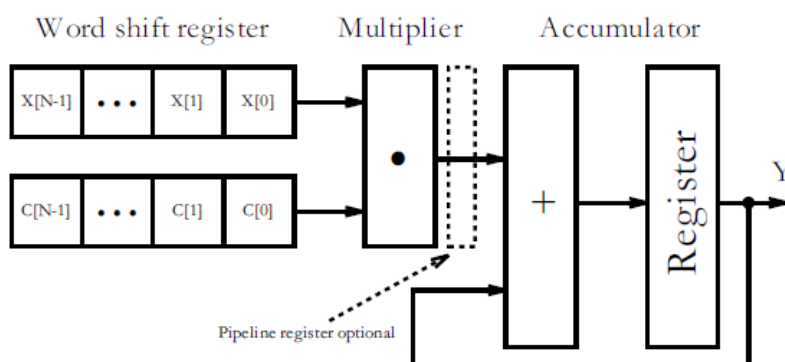 Word shift register
Multiplier
Accumulator
X[N-1] • • • X[1] X[0]
C[N-1] • • • C[1] C[0]
•
+
Register
Y
Pipeline register optional